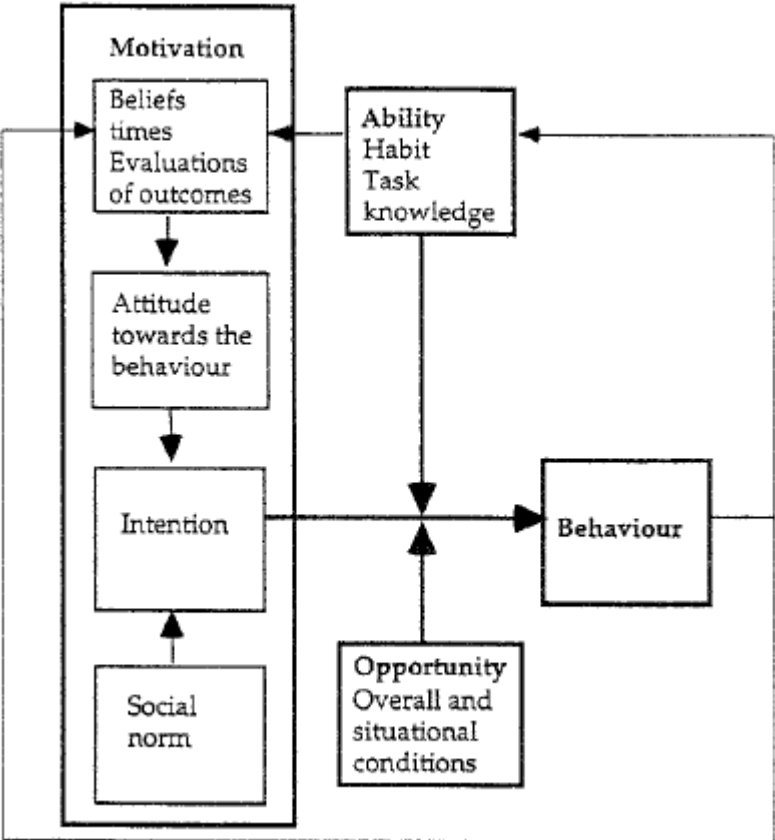 Motivation
Beliefs
times
Evaluations
of outcomes
Ability
Habit
Task
knowledge
Attitude
towards the
behaviour
Intention
Behaviour
Opportunity
Overall and
situational
conditions
Social
norm